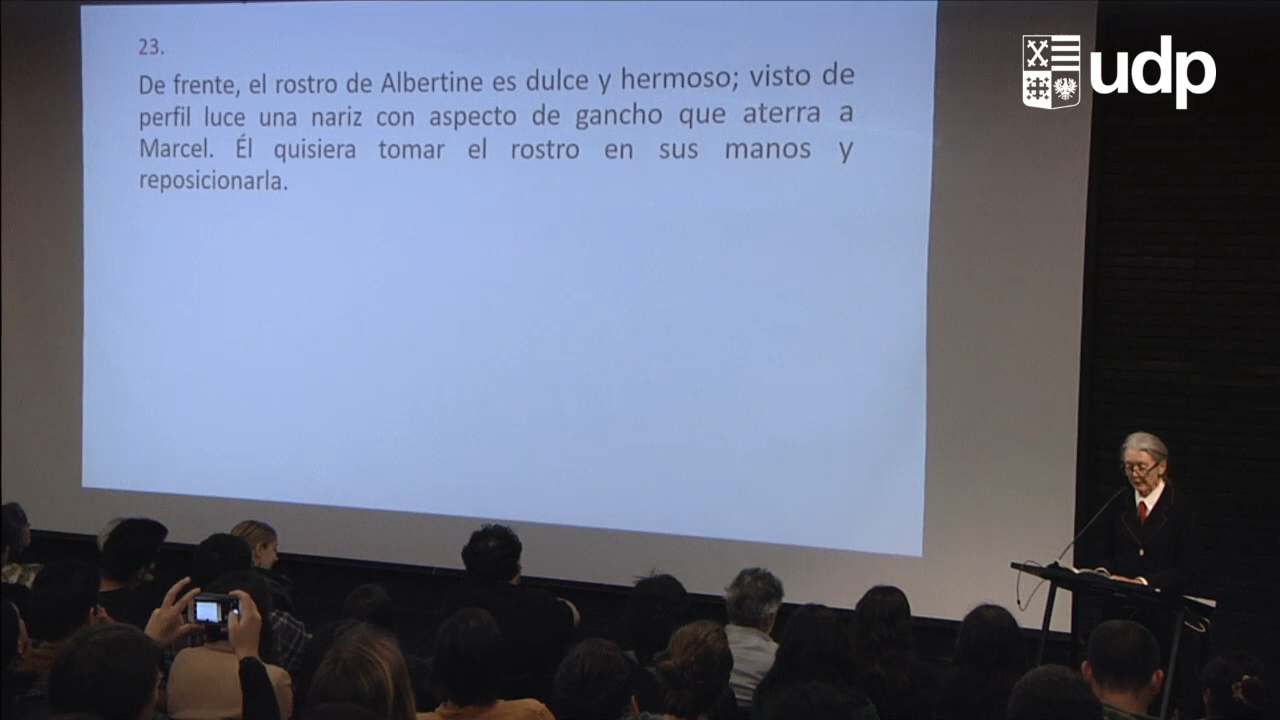 23.
De frente, el rostro de Albertine es dulce y hermoso; visto de
perfil luce una nariz con aspecto de gancho que aterra a
Marcel. Él quisiera tomar el rostro en sus manos y
reposicionarla.
udp